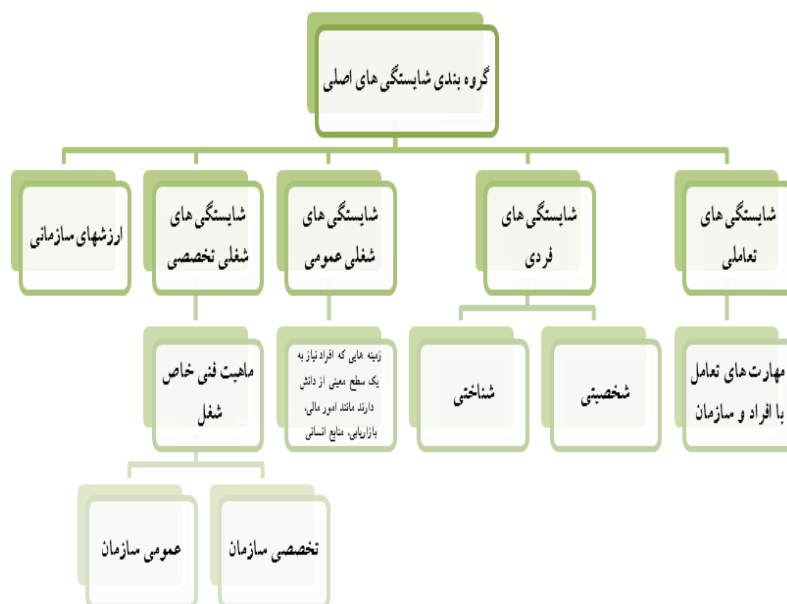 گروه بندی شایستگی های اصلی
شایستگی های
تعاملی
شایستگی های
فردی
شایستگی های
شغلی عمومی
شایستگی های
شغلی تخصصی
ارزشهای سازمانی
مهارت های تعامل
با افراد و سازمان
شخصیتی
شناختی
زمینه هایی که افراد نیاز به
یک سطح معینی از دانش
دارند مانند امور مالی،
بازاریابی، منابع انسانی
ماهیت فنی خاص
شغل
تخصصی سازمان
عمومی سازمان